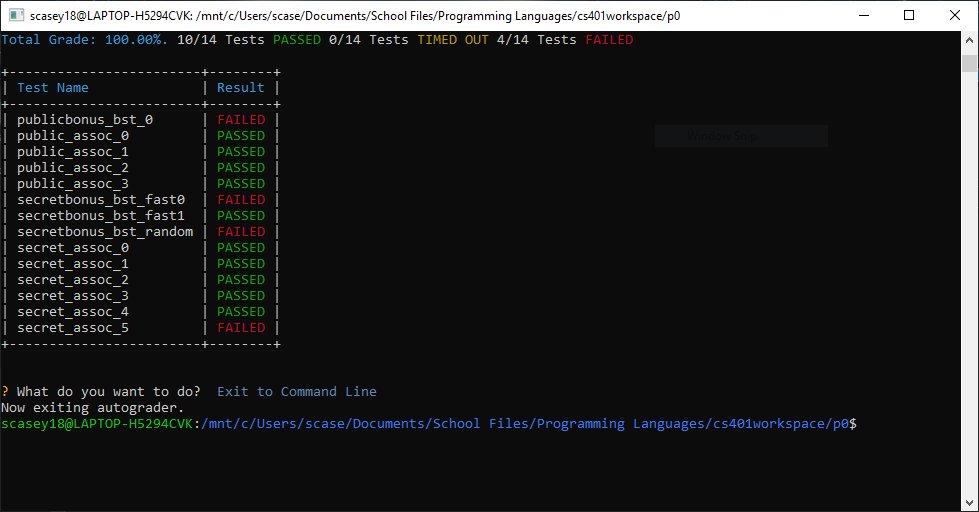 scasey18@LAPTOP-H5294CVK: /mnt/c/Users/scase/Documents/School Files/Programming Languages/cs401workspace/p0
Total Grade: 100.00%. 10/14 Tests PASSED 0/14 Tests TIMED OUT 4/14 Tests FAILED
+------------------------+--------+
| Test Name              | Result |
+------------------------+--------+
| publicbonus_bst_0      | FAILED |
| public_assoc_0         | PASSED |
| public_assoc_1         | PASSED |
| public_assoc_2         | PASSED |
| public_assoc_3         | PASSED |
| secretbonus_bst_fast0  | FAILED |
| secretbonus_bst_fast1  | PASSED |
| secretbonus_bst_random | FAILED |
| secret_assoc_0         | PASSED |
| secret_assoc_1         | PASSED |
| secret_assoc_2         | PASSED |
| secret_assoc_3         | PASSED |
| secret_assoc_4         | PASSED |
| secret_assoc_5         | FAILED |
+------------------------+--------+
? What do you want to do?  Exit to Command Line
Now exiting autograder.
scasey18@LAPTOP-H5294CVK:/mnt/c/Users/scase/Documents/School Files/Programming Languages/cs401workspace/p0$